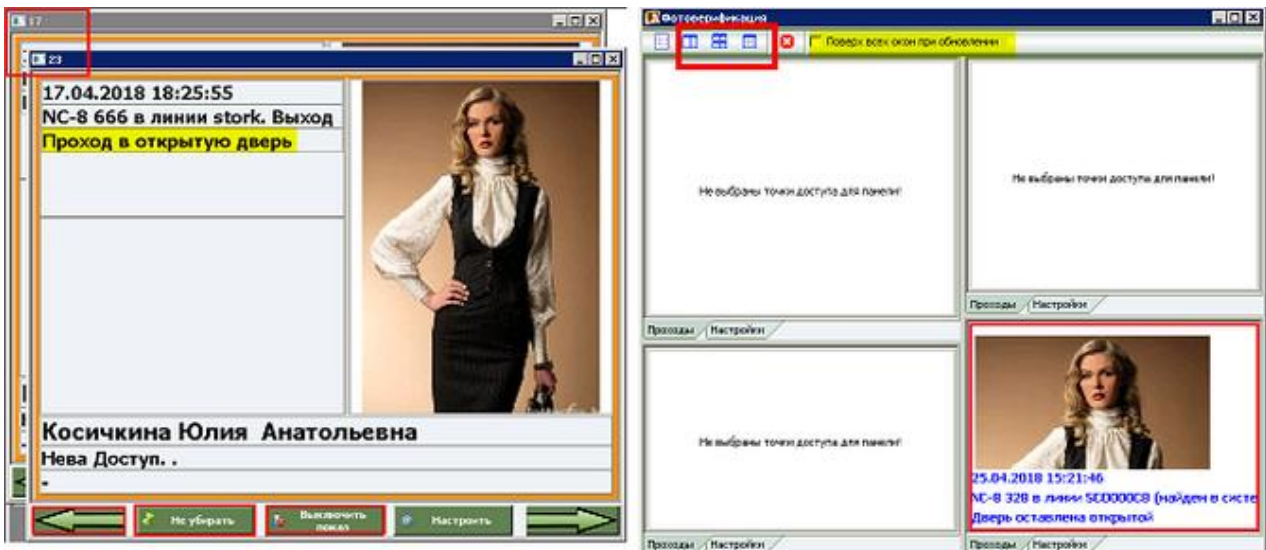 17
23
17.04.2018 18:25:55
NC-8 666 в линии stork. Выход
Проход в открытую дверь
Косичкина Юлия Анатольевна
Нева Доступ. .
-
Не убирать
Выключить показ
Настроить
Фотоверификация
Поверх всех окон при обновлении
Не выбраны точки доступа для панели!
Проходы
Настройки
Не выбраны точки доступа для панели!
Проходы
Настройки
Не выбраны точки доступа для панели!
Проходы
Настройки
25.04.2018 15:21:46
NC-8 328 в линии SCD000C8 (найден в систе
Дверь оставлена открытой
Проходы
Настройки